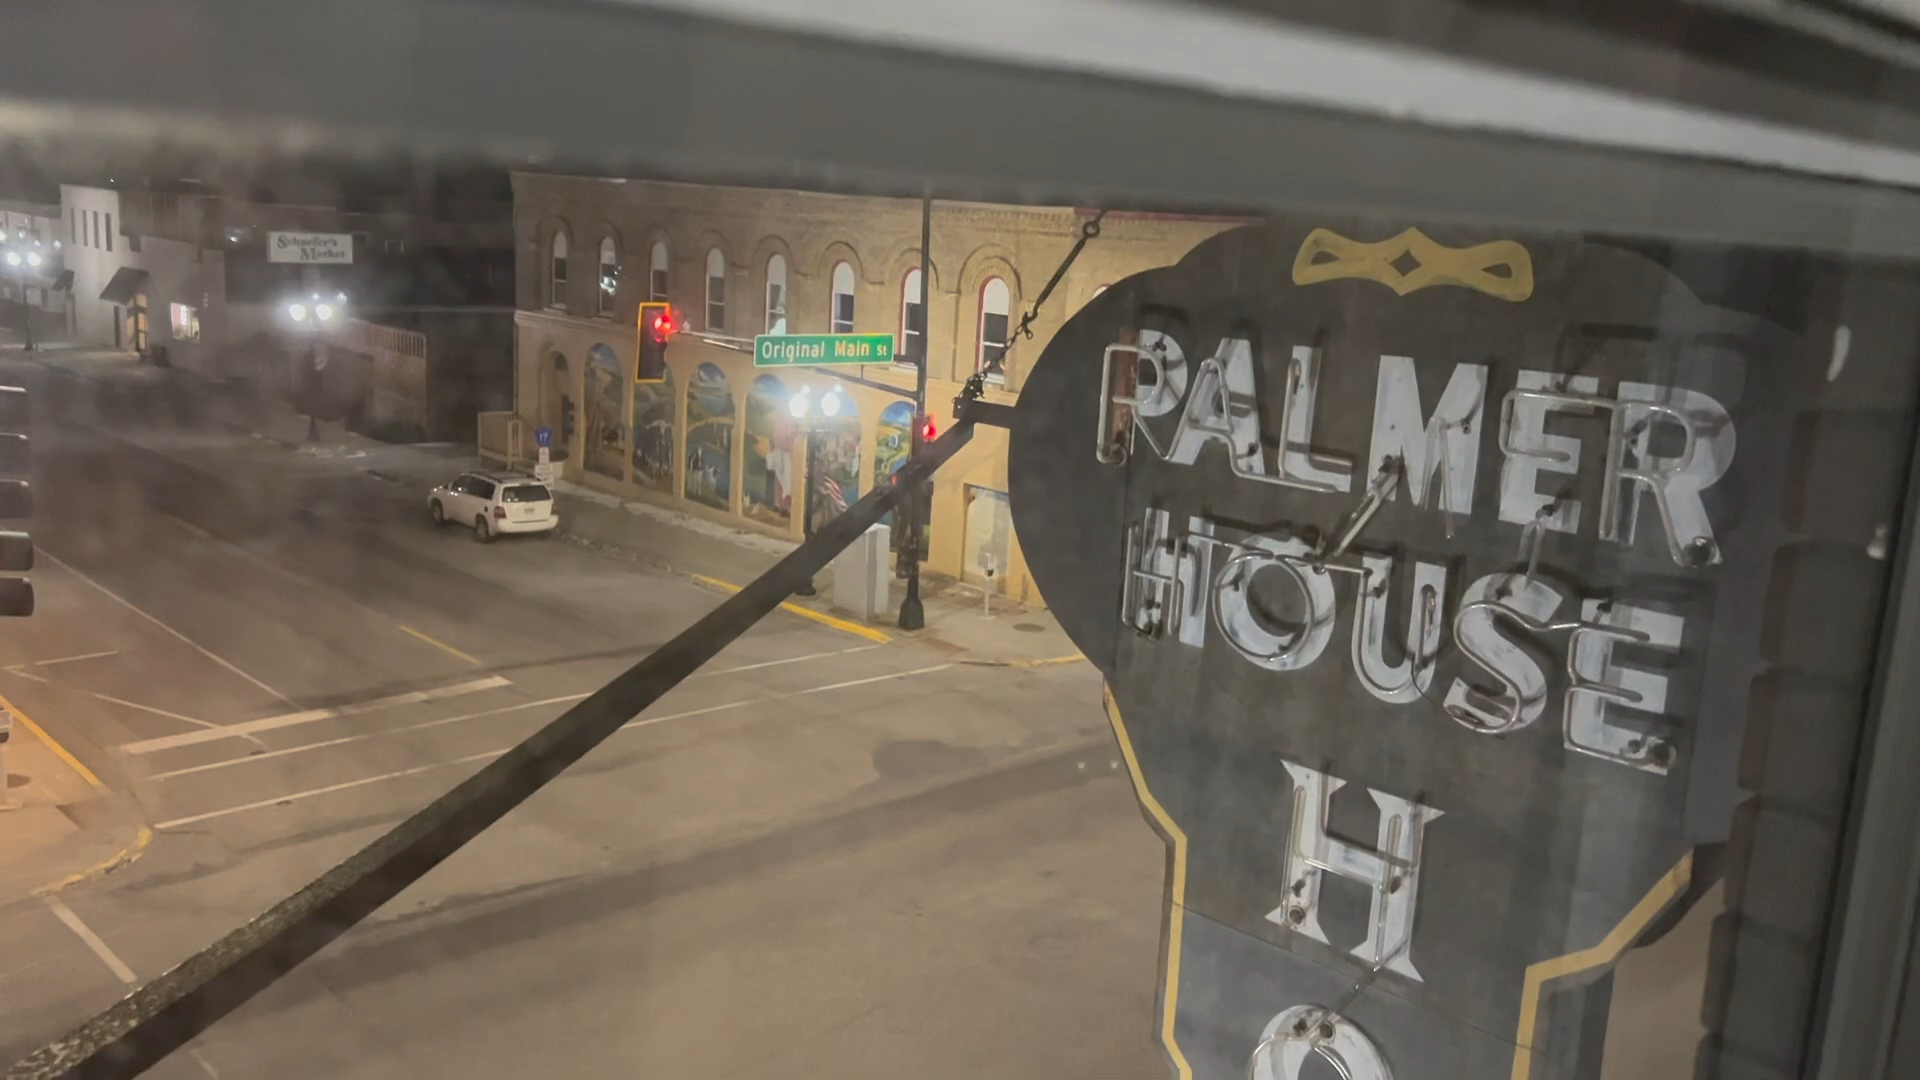 Schaefer's
Market
Original Main St
PALMER
HOUSE
H
O